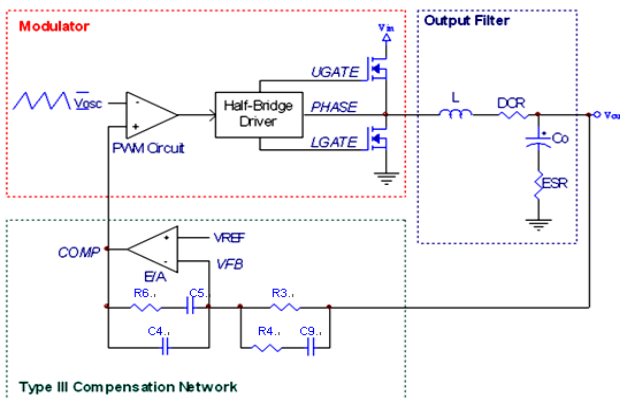 Modulator
Output Filter
Vin
UGATE
Vosc
Half-Bridge
Driver
PHASE
L
DCR
PWM Circuit
LGATE
Co
ESR
VREF
COMP
VFB
E/A
R6
C5
R3
C4
R4
C9
Type III Compensation Network